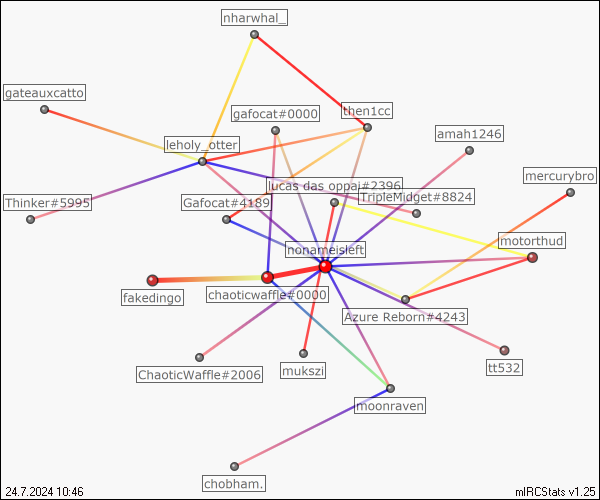 nharwhal_
gateauxcatto
gafocat#0000
then1cc
amah1246
leholy_otter
mercurybro
lucas das oppai#2396
TripleMidget#8824
Thinker#5995
Gafocat#4189
motorthud
nonameisleft
fakedingo
chaoticwaffle#0000
Azure Reborn#4243
ChaoticWaffle#2006
mukszi
tt532
moonraven
chobham.
24.7.2024 10:46
mIRCStats v1.25